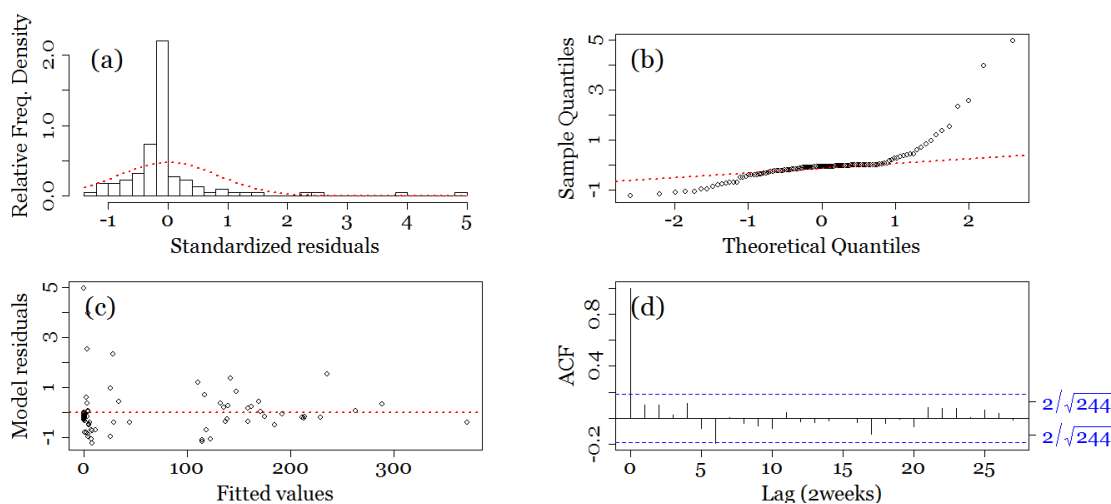 (a)
Relative Freq. Density
0.0 1.0 2.0
-1 0 1 2 3 4 5
Standardized residuals
(b)
Sample Quantiles
-1 1 3 5
-2 -1 0 1 2
Theoretical Quantiles
(c)
Model residuals
-1 1 3 5
0 100 200 300
Fitted values
(d)
ACF
-0.2 0.4 0.8
0 5 10 15 20 25
Lag (2weeks)
2/√244
2/√244